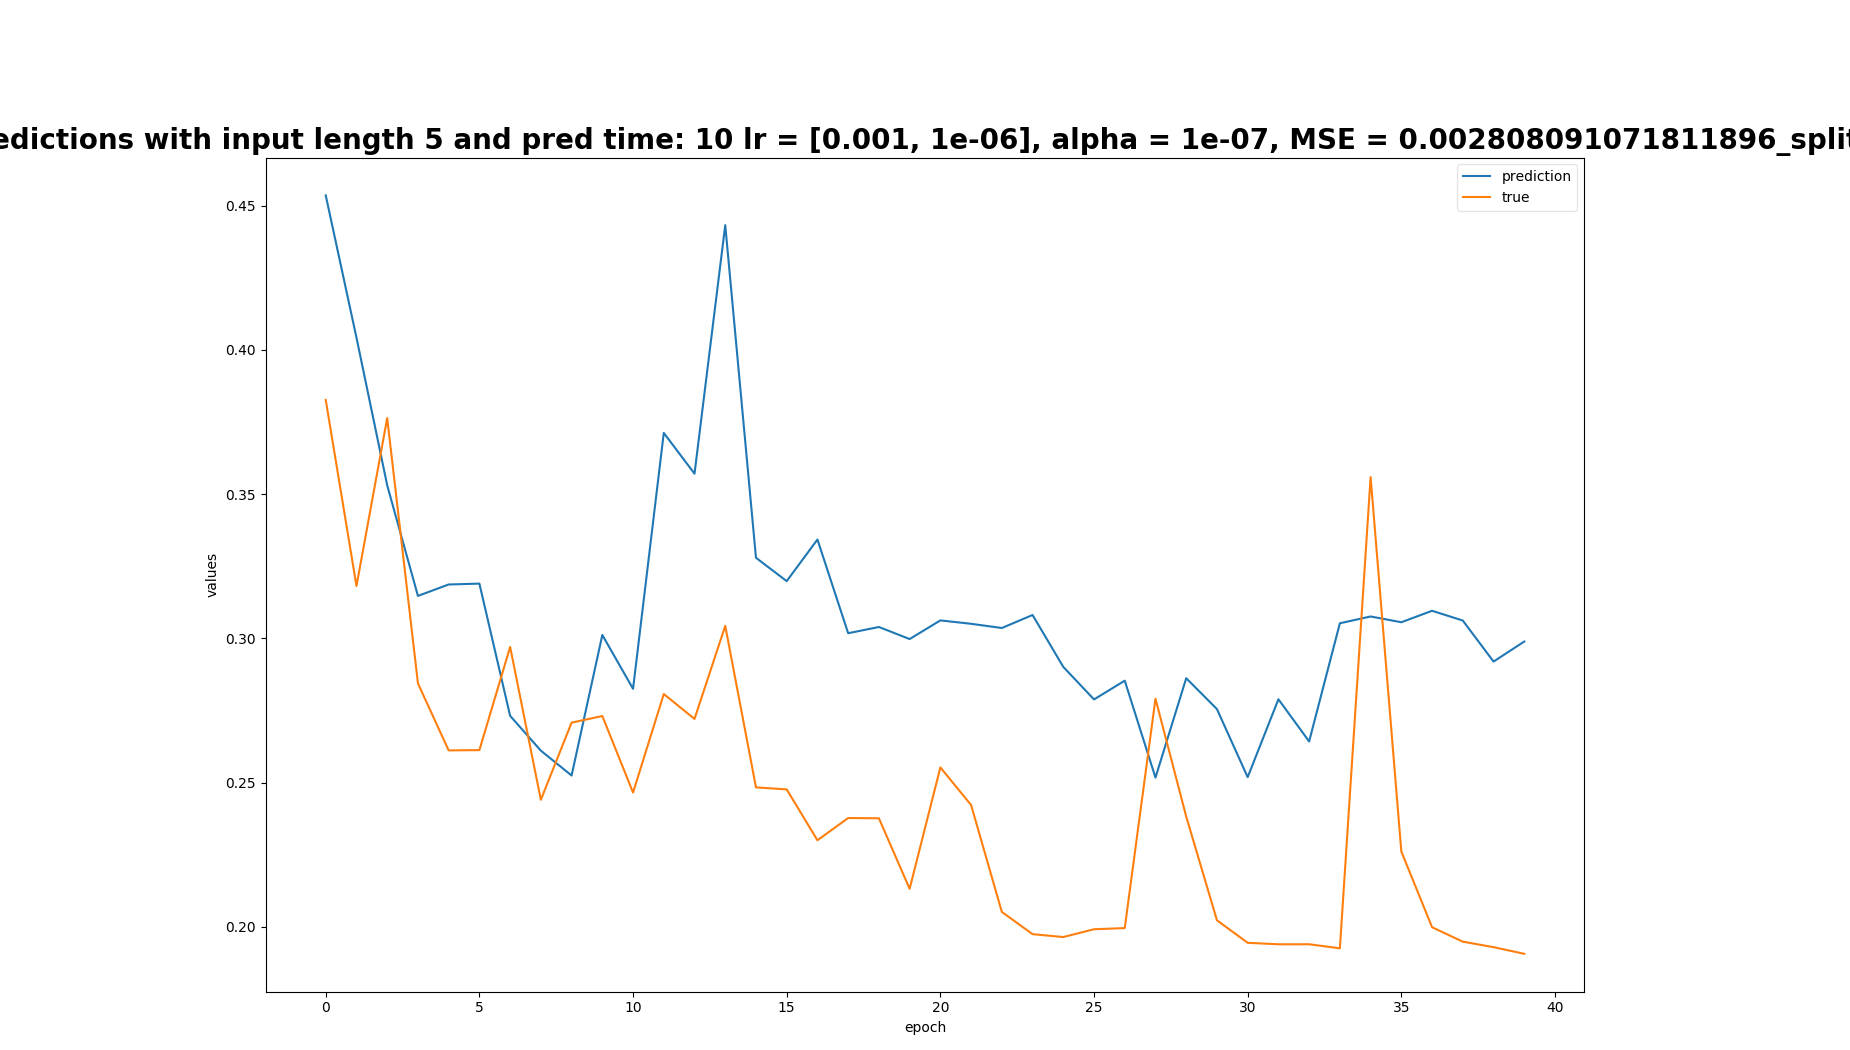 edictions with input length 5 and pred time: 10 lr = [0.001, 1e-06], alpha = 1e-07, MSE = 0.002808091071811896_split
prediction
true
0.45
0.40
0.35
0.30
0.25
0.20
values
0 5 10 15 20 25 30 35 40
epoch